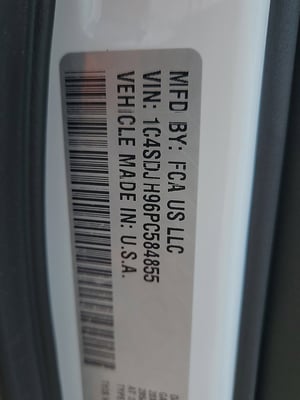 MFD BY: FCA US LLC
VIN: 1C4SDJH96PC584855
VEHICLE MADE IN: U.S.A.